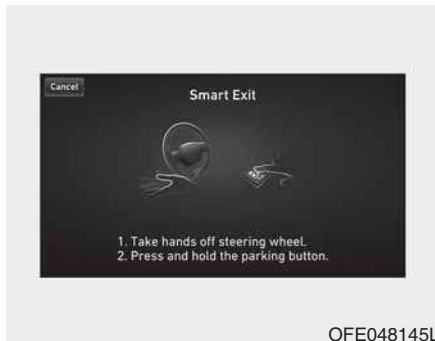 Cancel
Smart Exit
1. Take hands off steering wheel.
2. Press and hold the parking button.
OFE048145L